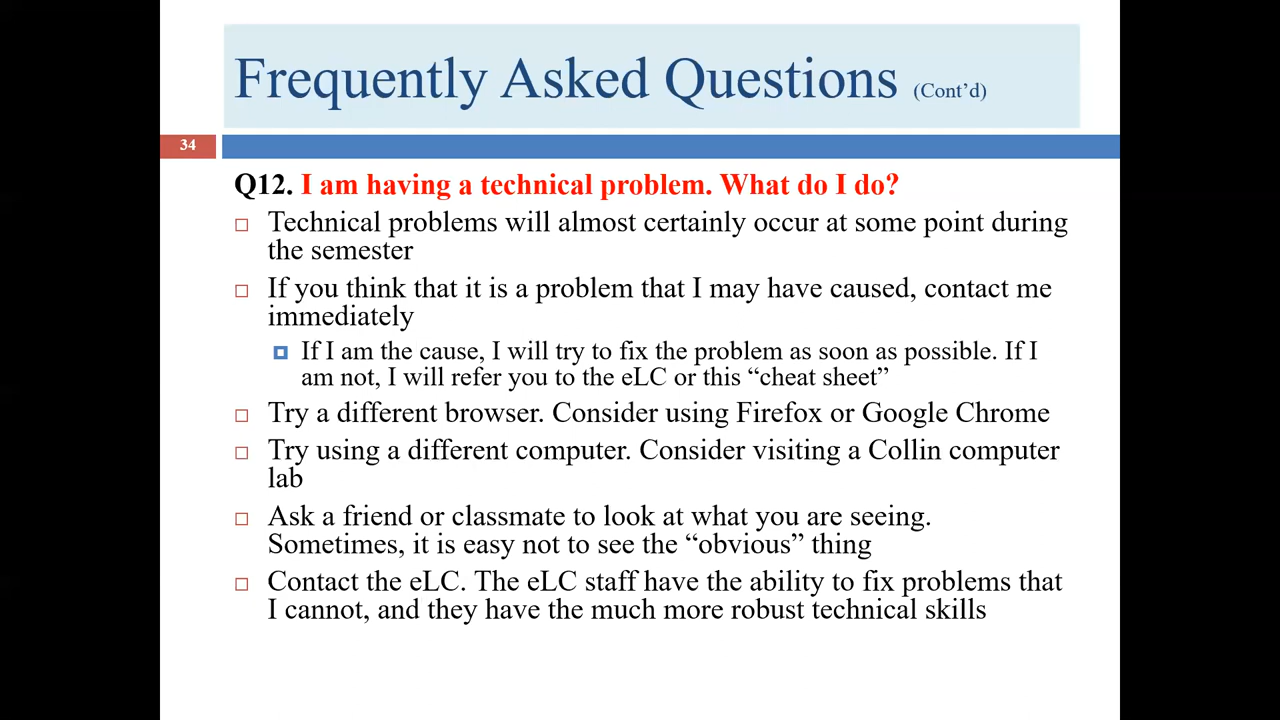 Frequently Asked Questions (Cont’d)
34
Q12. I am having a technical problem. What do I do?
Technical problems will almost certainly occur at some point during
the semester
If you think that it is a problem that I may have caused, contact me
immediately
If I am the cause, I will try to fix the problem as soon as possible. If I
am not, I will refer you to the eLC or this “cheat sheet”
Try a different browser. Consider using Firefox or Google Chrome
Try using a different computer. Consider visiting a Collin computer
lab
Ask a friend or classmate to look at what you are seeing.
Sometimes, it is easy not to see the “obvious” thing
Contact the eLC. The eLC staff have the ability to fix problems that
I cannot, and they have the much more robust technical skills